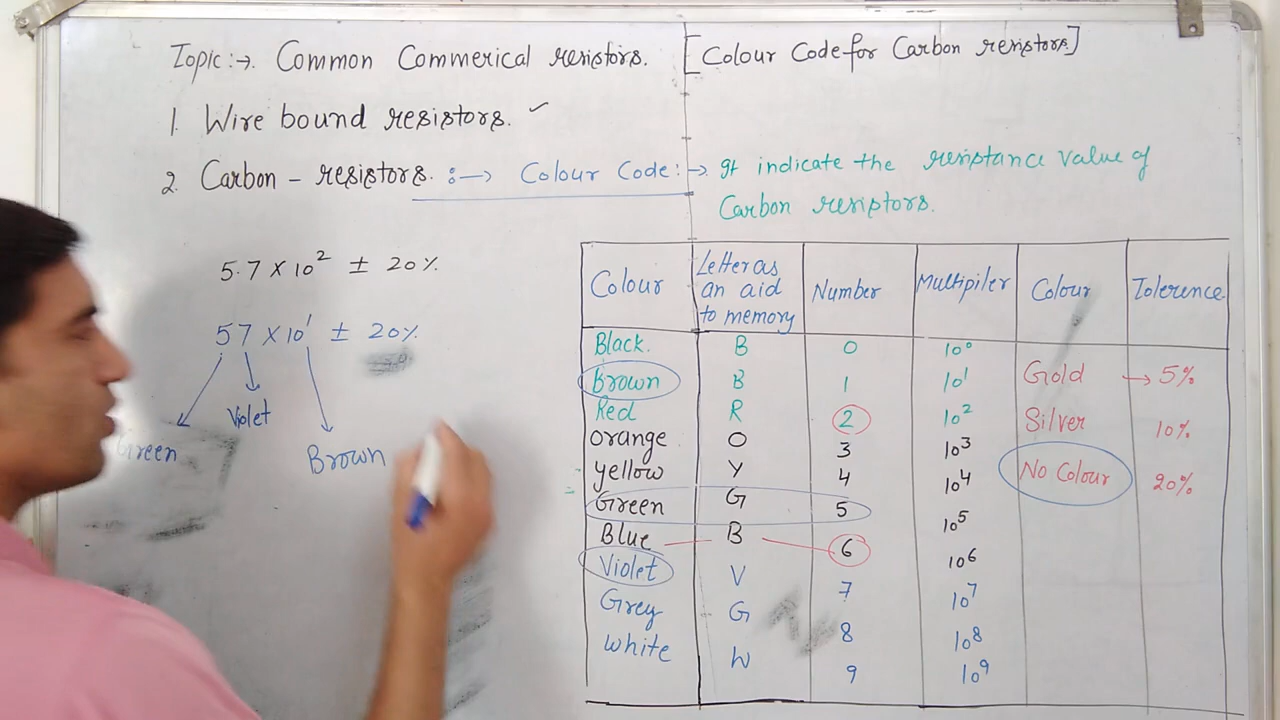 Topic:→. Common Commerical resistors. [Colour Code for Carbon resistors]
1. Wire bound resistors. ✓
2. Carbon - resistors. :→ Colour Code:→ It indicate the resistance value of
Carbon resistors.
5.7 × 10² ± 20%.
57 × 10¹ ± 20%.
Green Violet Brown
Colour Letter as an aid to memory Number Multipiler Colour Tolerence.
Black. B 0 10⁰
Brown B 1 10¹ Gold → 5%
Red R 2 10² Silver 10%
orange O 3 10³
yellow Y 4 10⁴ No Colour 20%
Green G 5 10⁵
Blue B 6 10⁶
Violet V 7 10⁷
Grey G 8 10⁸
White W 9 10⁹